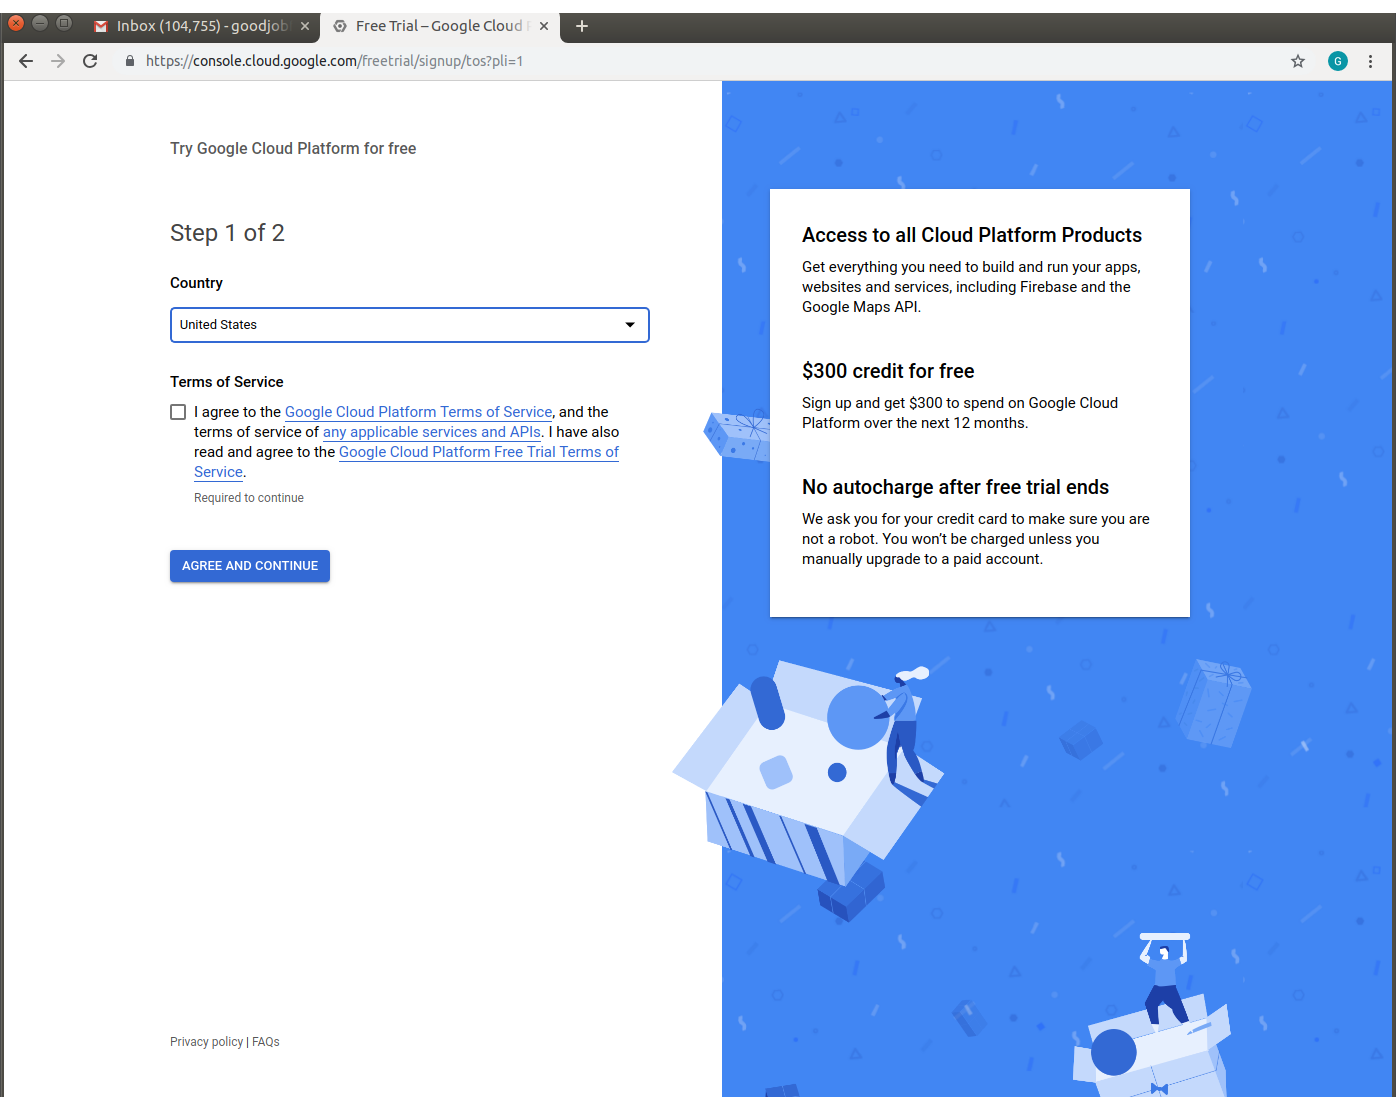 Inbox (104,755) - goodjob
Free Trial – Google Cloud
https://console.cloud.google.com/freetrial/signup/tos?pli=1
G
Try Google Cloud Platform for free
Step 1 of 2
Country
United States
Terms of Service
I agree to the Google Cloud Platform Terms of Service, and the
terms of service of any applicable services and APIs. I have also
read and agree to the Google Cloud Platform Free Trial Terms of
Service.
Required to continue
AGREE AND CONTINUE
Privacy policy | FAQs
Access to all Cloud Platform Products
Get everything you need to build and run your apps,
websites and services, including Firebase and the
Google Maps API.
$300 credit for free
Sign up and get $300 to spend on Google Cloud
Platform over the next 12 months.
No autocharge after free trial ends
We ask you for your credit card to make sure you are
not a robot. You won’t be charged unless you
manually upgrade to a paid account.